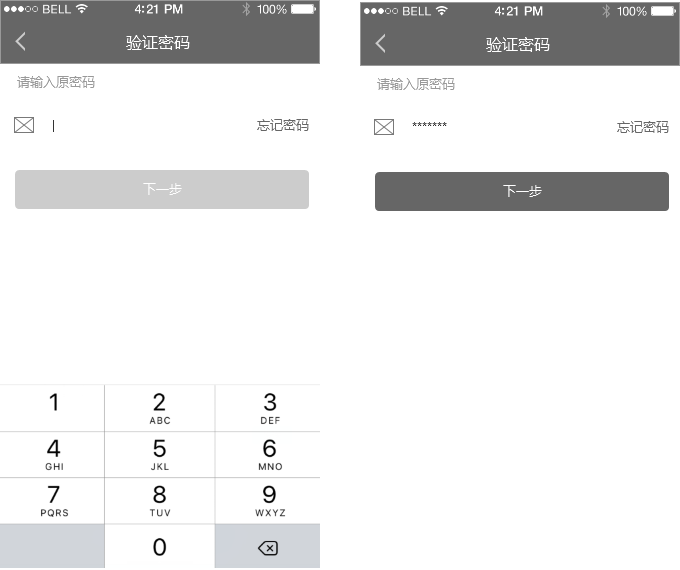 BELL 4:21 PM 100%
验证密码
请输入原密码
忘记密码
下一步
1 2 3
ABC DEF
4 5 6
GHI JKL MNO
7 8 9
PQRS TUV WXYZ
0
BELL 4:21 PM 100%
验证密码
请输入原密码
******* 忘记密码
下一步